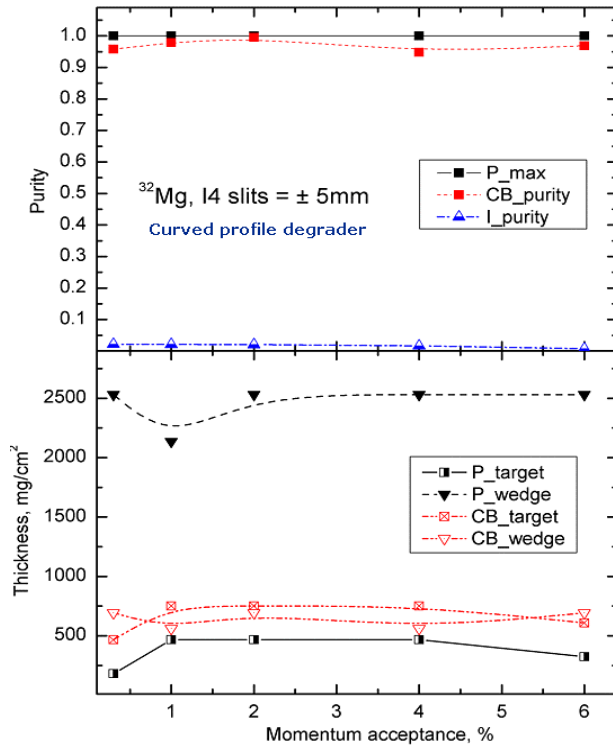 1.0
0.9
0.8
0.7
0.6
0.5
0.4
0.3
0.2
0.1
Purity
³²Mg, I4 slits = ± 5mm
Curved profile degrader
P_max
CB_purity
I_purity
2500
2000
1500
1000
500
Thickness, mg/cm²
P_target
P_wedge
CB_target
CB_wedge
1 2 3 4 5 6
Momentum acceptance, %